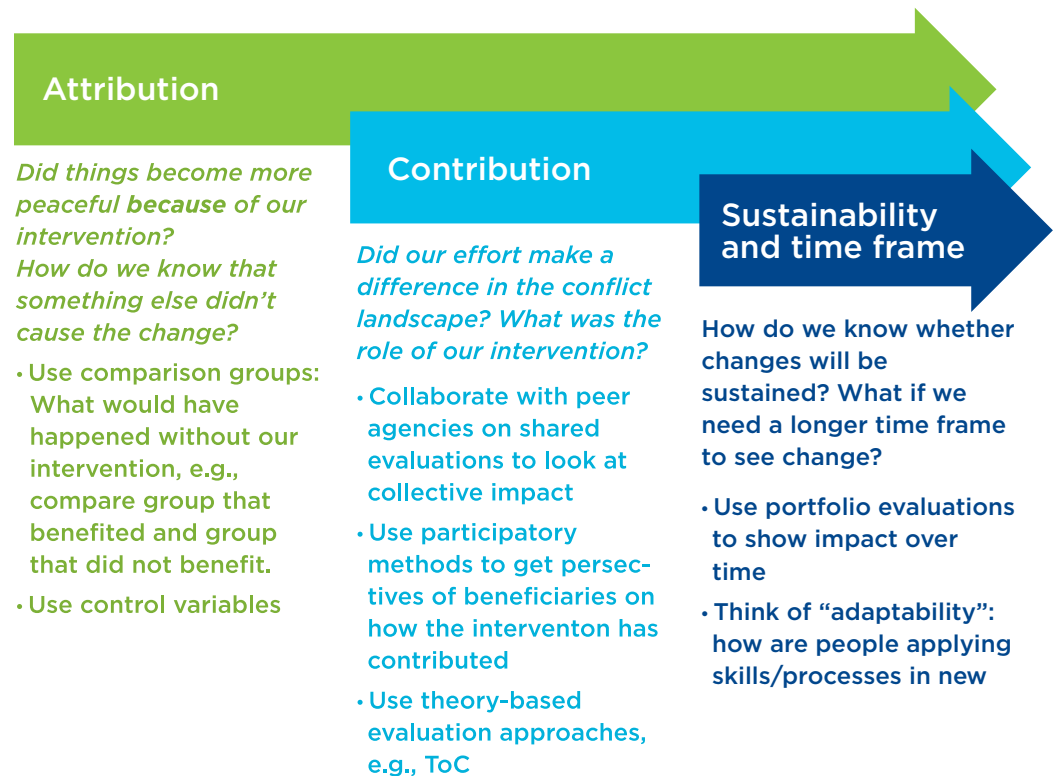 Attribution
Did things become more
peaceful because of our
intervention?
How do we know that
something else didn't
cause the change?
• Use comparison groups:
What would have
happened without our
intervention, e.g.,
compare group that
benefited and group
that did not benefit.
• Use control variables
Contribution
Did our effort make a
difference in the conflict
landscape? What was the
role of our intervention?
• Collaborate with peer
agencies on shared
evaluations to look at
collective impact
• Use participatory
methods to get persec-
tives of beneficiaries on
how the interventon has
contributed
• Use theory-based
evaluation approaches,
e.g., ToC
Sustainability
and time frame
How do we know whether
changes will be
sustained? What if we
need a longer time frame
to see change?
• Use portfolio evaluations
to show impact over
time
• Think of “adaptability”:
how are people applying
skills/processes in new